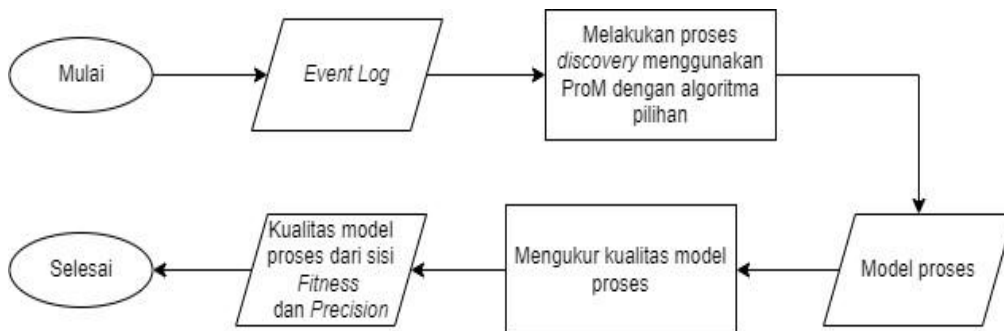 Mulai
Event Log
Melakukan proses
discovery menggunakan
ProM dengan algoritma
pilihan
Model proses
Mengukur kualitas model
proses
Kualitas model
proses dari sisi
Fitness
dan Precision
Selesai